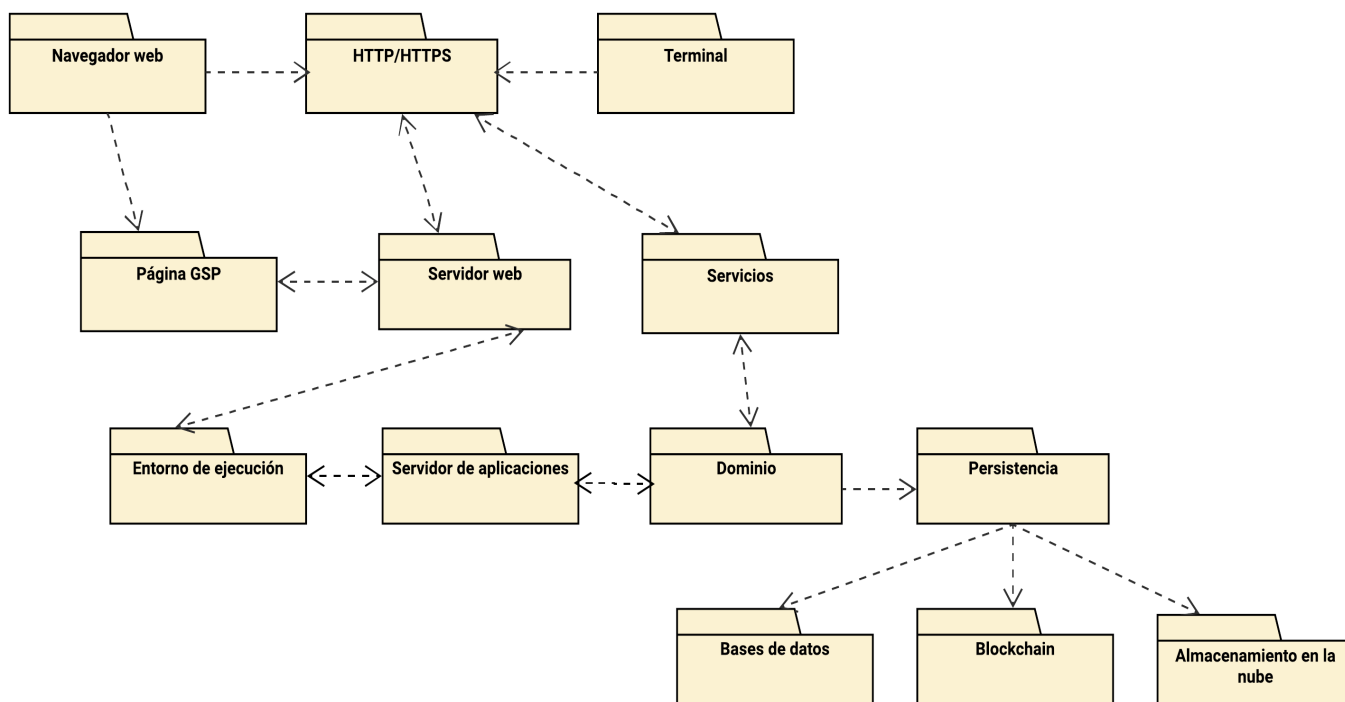 Navegador web
HTTP/HTTPS
Terminal
Página GSP
Servidor web
Servicios
Entorno de ejecución
Servidor de aplicaciones
Dominio
Persistencia
Bases de datos
Blockchain
Almacenamiento en la
nube